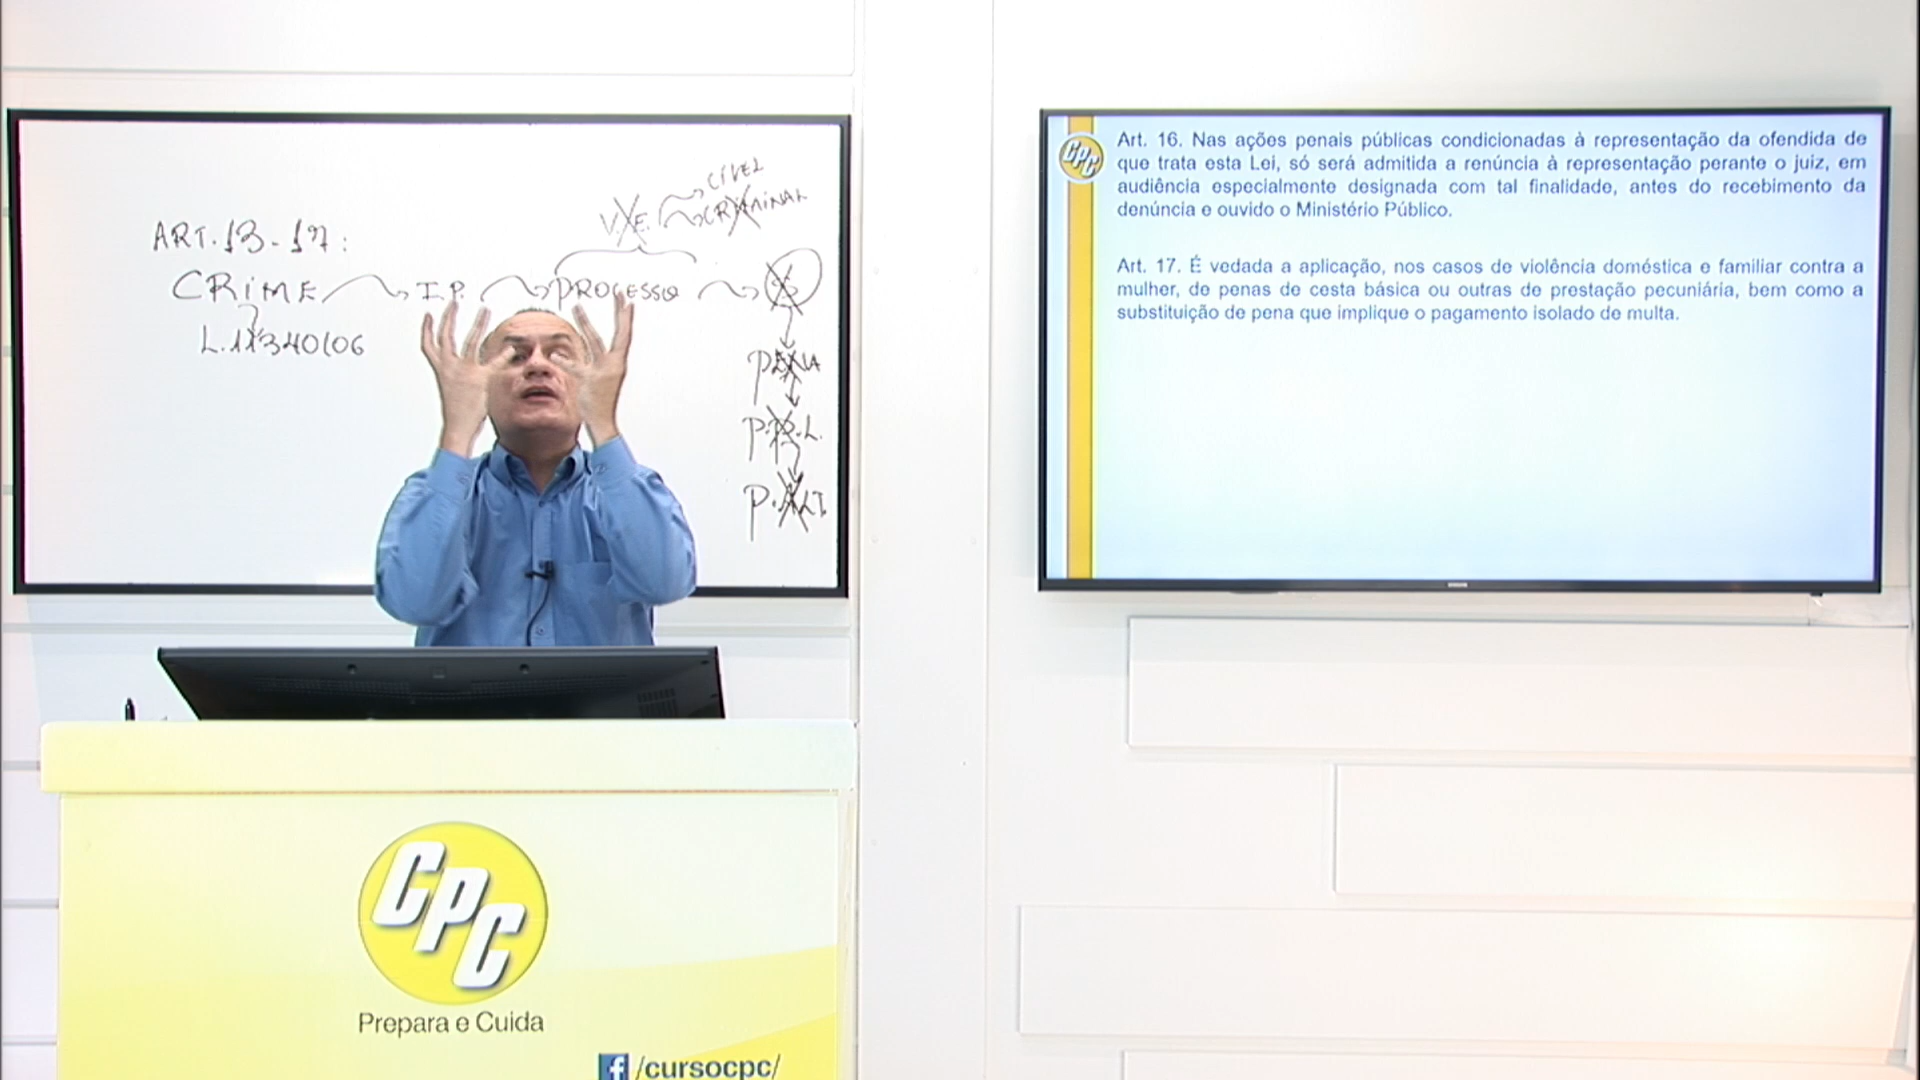 CÍVEL
V.E. CRIMINAL
ART. 13-17:
CRIME I.P. PROCESSO
L.11340/06
P.P.L.
CPC
Art. 16. Nas ações penais públicas condicionadas à representação da ofendida de
que trata esta Lei, só será admitida a renúncia à representação perante o juiz, em
audiência especialmente designada com tal finalidade, antes do recebimento da
denúncia e ouvido o Ministério Público.
Art. 17. É vedada a aplicação, nos casos de violência doméstica e familiar contra a
mulher, de penas de cesta básica ou outras de prestação pecuniária, bem como a
substituição de pena que implique o pagamento isolado de multa.
CPC
Prepara e Cuida
f /cursocpc/